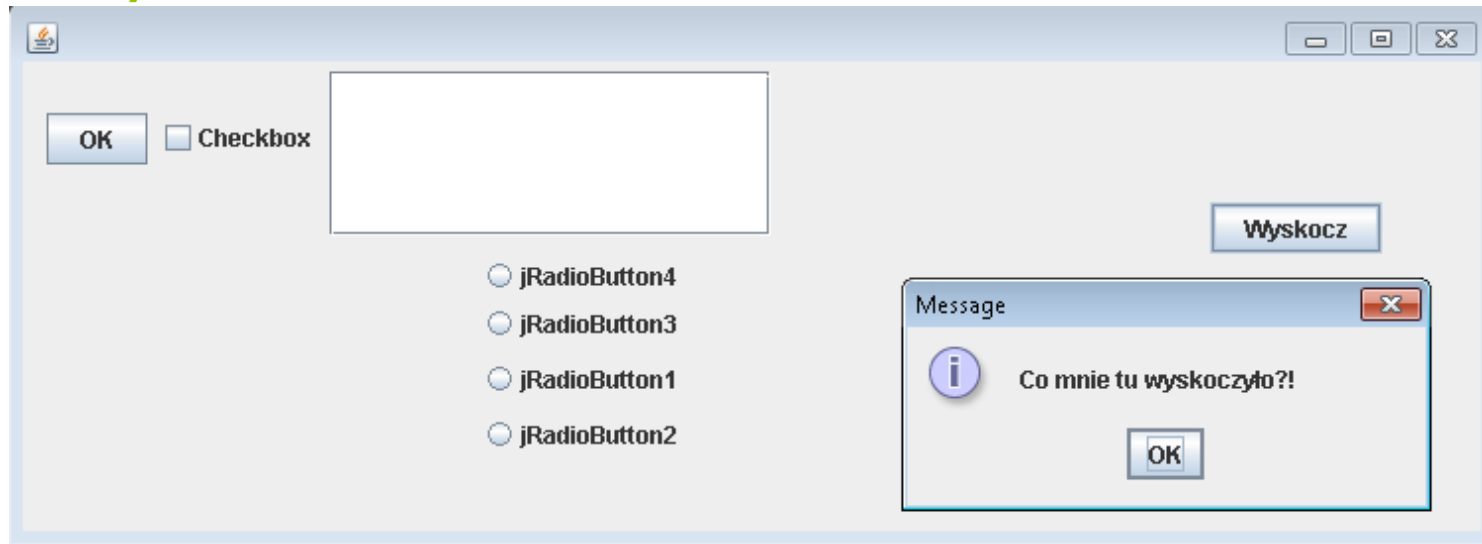 OK
Checkbox
Wyskocz
jRadioButton4
jRadioButton3
jRadioButton1
jRadioButton2
Message
Co mnie tu wyskoczyło?!
OK